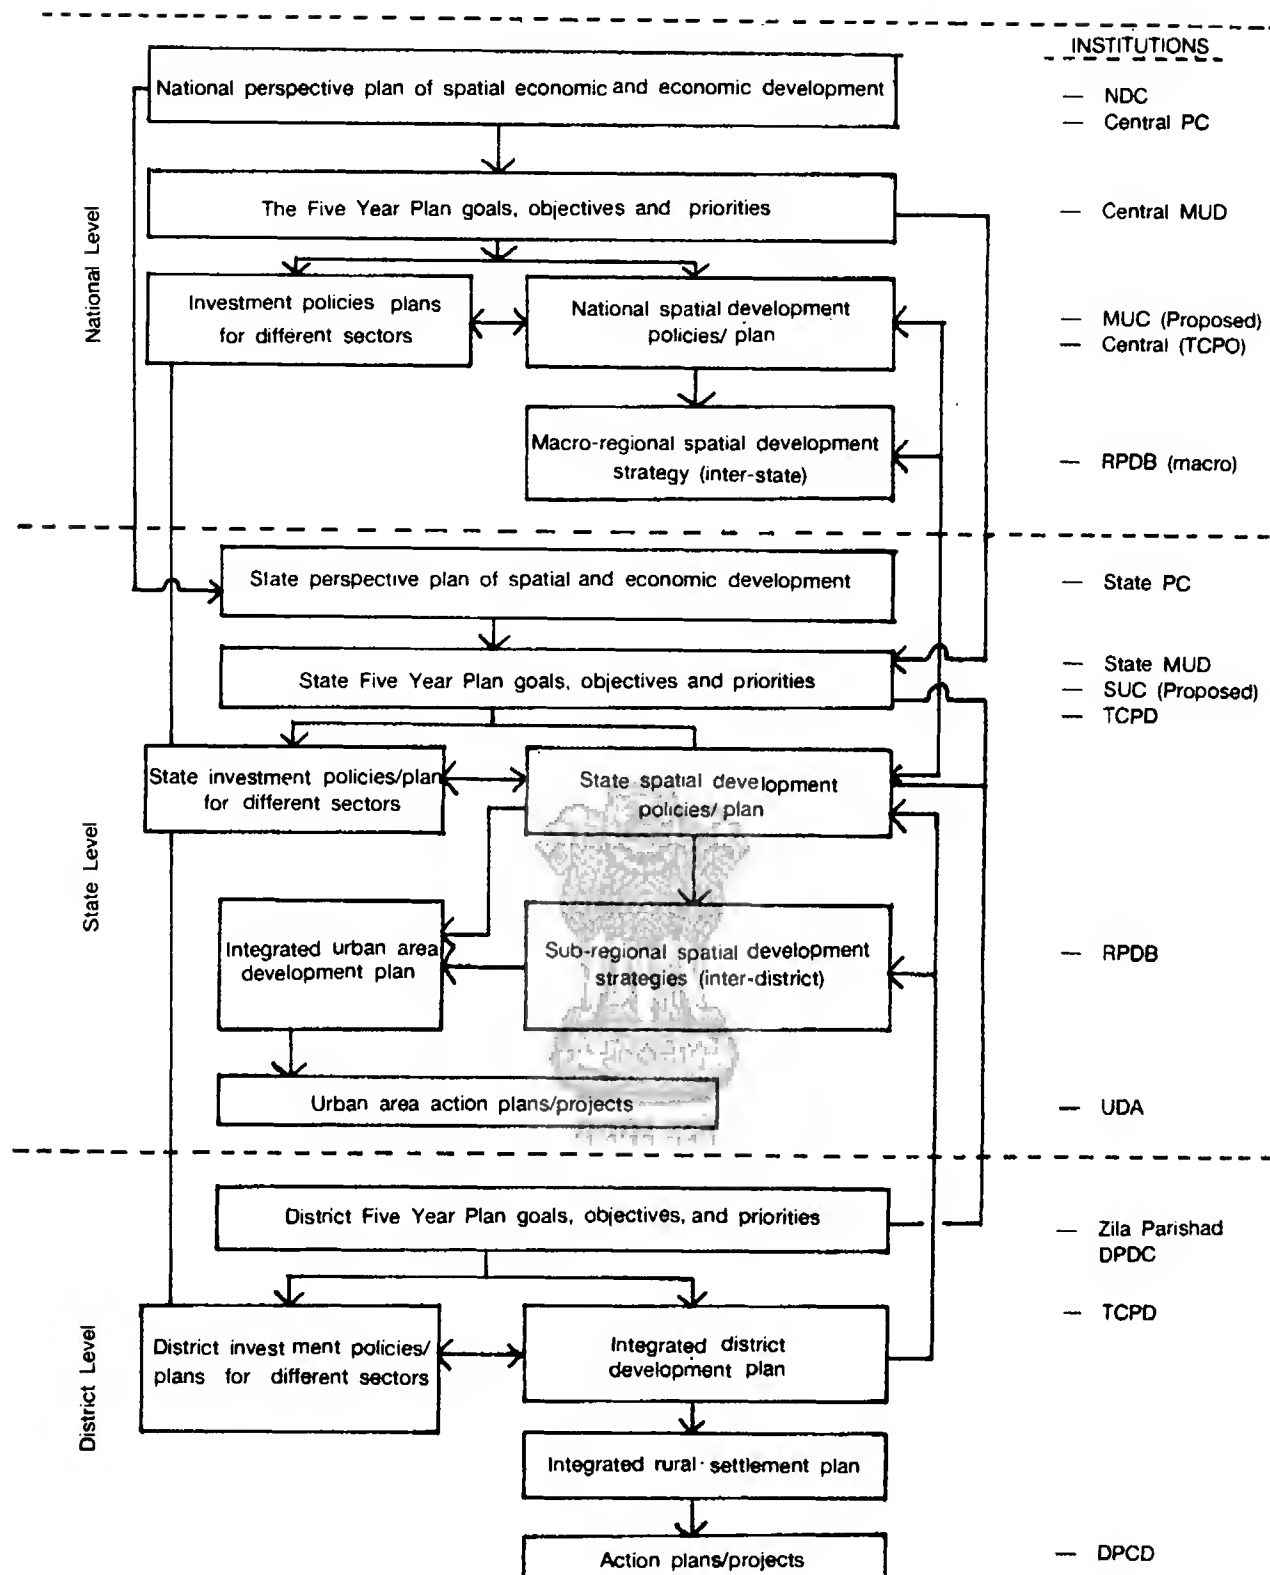 INSTITUTIONS
National Level
National perspective plan of spatial economic and economic development
— NDC
— Central PC
The Five Year Plan goals, objectives and priorities
— Central MUD
Investment policies plans
for different sectors
National spatial development
policies/ plan
— MUC (Proposed)
— Central (TCPO)
Macro-regional spatial development
strategy (inter-state)
— RPDB (macro)
State Level
State perspective plan of spatial and economic development
— State PC
State Five Year Plan goals, objectives and priorities
— State MUD
— SUC (Proposed)
— TCPD
State investment policies/plan
for different sectors
State spatial development
policies/ plan
Integrated urban area
development plan
Sub-regional spatial development
strategies (inter-district)
— RPDB
Urban area action plans/projects
— UDA
District Level
District Five Year Plan goals, objectives, and priorities
— Zila Parishad
DPDC
District investment policies/
plans for different sectors
Integrated district
development plan
— TCPD
Integrated rural settlement plan
Action plans/projects
— DPCD